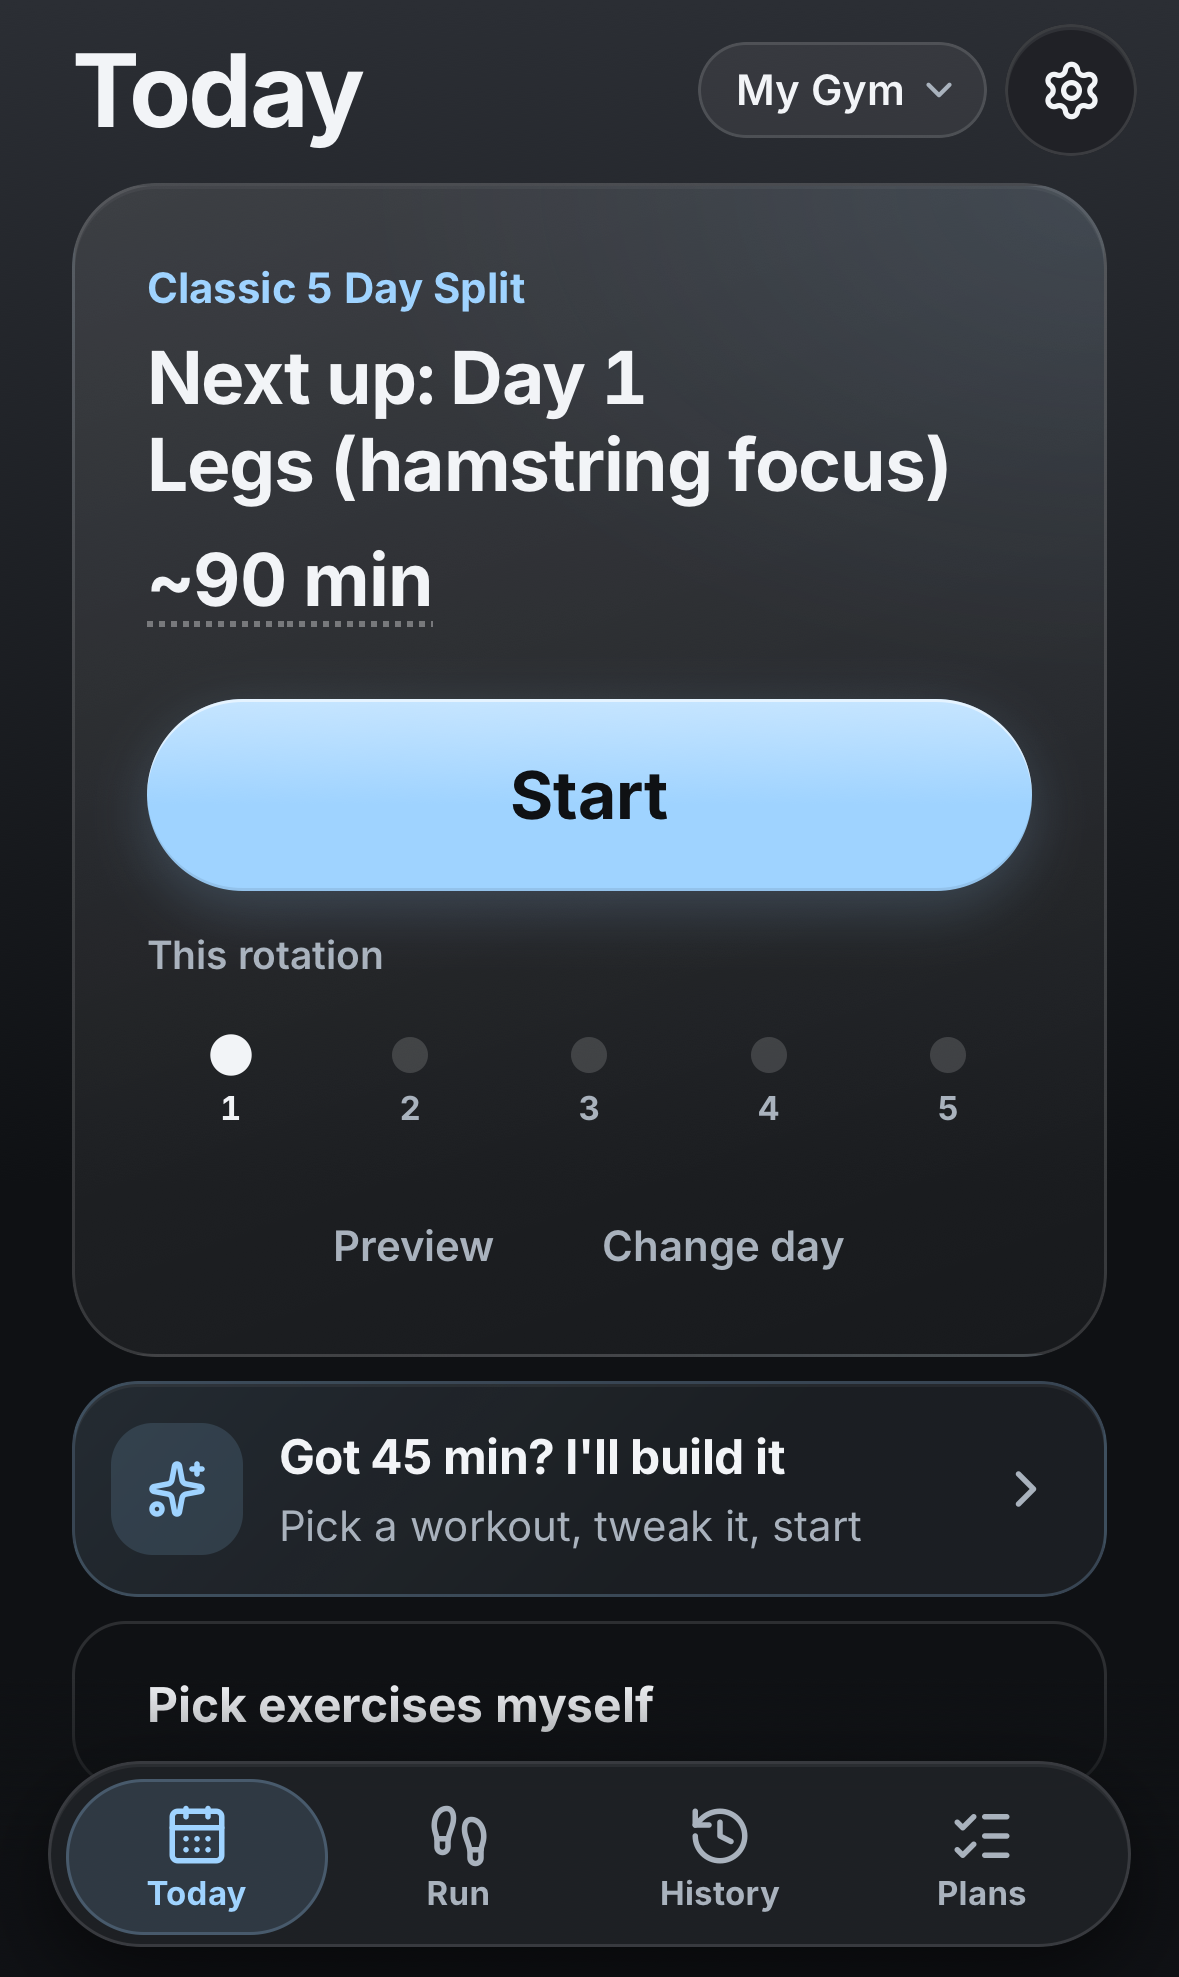 Today
My Gym
Classic 5 Day Split
Next up: Day 1
Legs (hamstring focus)
~90 min
Start
This rotation
1 2 3 4 5
Preview Change day
Got 45 min? I'll build it
Pick a workout, tweak it, start
Pick exercises myself
Today Run History Plans